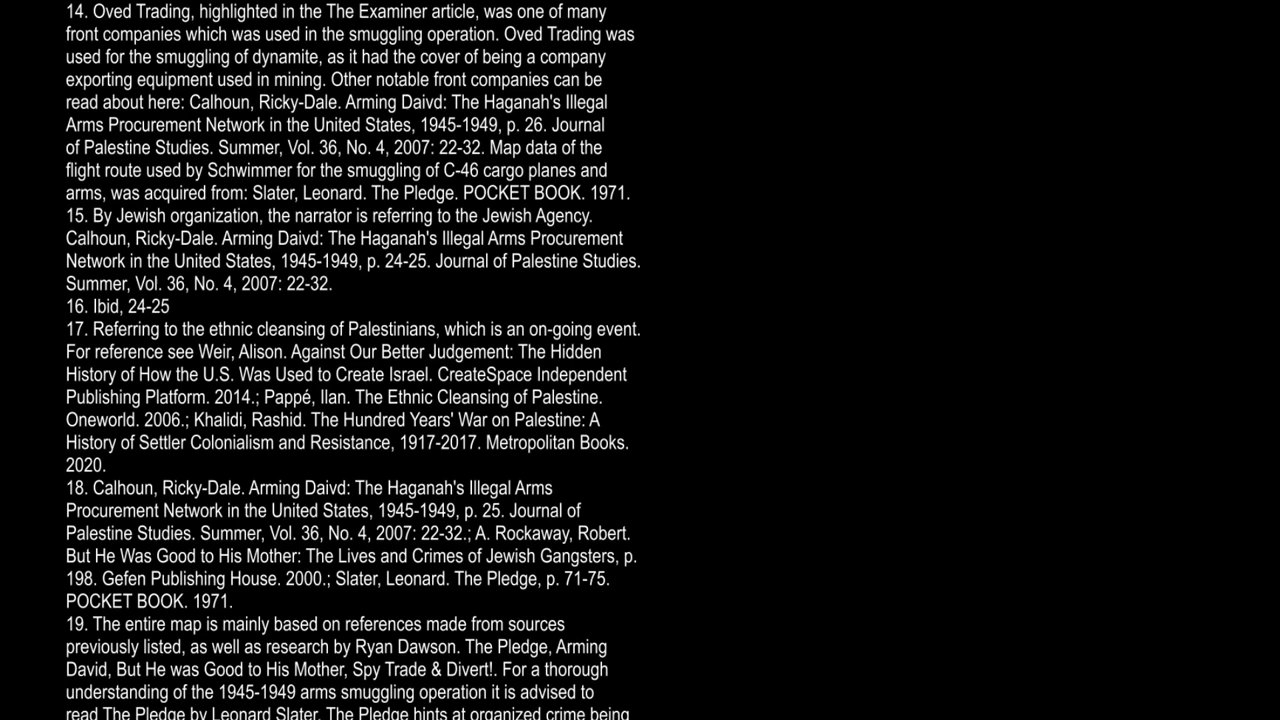 14. Oved Trading, highlighted in the The Examiner article, was one of many
front companies which was used in the smuggling operation. Oved Trading was
used for the smuggling of dynamite, as it had the cover of being a company
exporting equipment used in mining. Other notable front companies can be
read about here: Calhoun, Ricky-Dale. Arming Daivd: The Haganah's Illegal
Arms Procurement Network in the United States, 1945-1949, p. 26. Journal
of Palestine Studies. Summer, Vol. 36, No. 4, 2007: 22-32. Map data of the
flight route used by Schwimmer for the smuggling of C-46 cargo planes and
arms, was acquired from: Slater, Leonard. The Pledge. POCKET BOOK. 1971.
15. By Jewish organization, the narrator is referring to the Jewish Agency.
Calhoun, Ricky-Dale. Arming Daivd: The Haganah's Illegal Arms Procurement
Network in the United States, 1945-1949, p. 24-25. Journal of Palestine Studies.
Summer, Vol. 36, No. 4, 2007: 22-32.
16. Ibid, 24-25
17. Referring to the ethnic cleansing of Palestinians, which is an on-going event.
For reference see Weir, Alison. Against Our Better Judgement: The Hidden
History of How the U.S. Was Used to Create Israel. CreateSpace Independent
Publishing Platform. 2014.; Pappé, Ilan. The Ethnic Cleansing of Palestine.
Oneworld. 2006.; Khalidi, Rashid. The Hundred Years' War on Palestine: A
History of Settler Colonialism and Resistance, 1917-2017. Metropolitan Books.
2020.
18. Calhoun, Ricky-Dale. Arming Daivd: The Haganah's Illegal Arms
Procurement Network in the United States, 1945-1949, p. 25. Journal of
Palestine Studies. Summer, Vol. 36, No. 4, 2007: 22-32.; A. Rockaway, Robert.
But He Was Good to His Mother: The Lives and Crimes of Jewish Gangsters, p.
198. Gefen Publishing House. 2000.; Slater, Leonard. The Pledge, p. 71-75.
POCKET BOOK. 1971.
19. The entire map is mainly based on references made from sources
previously listed, as well as research by Ryan Dawson. The Pledge, Arming
David, But He was Good to His Mother, Spy Trade & Divert!. For a thorough
understanding of the 1945-1949 arms smuggling operation it is advised to
read The Pledge by Leonard Slater. The Pledge hints at organized crime being